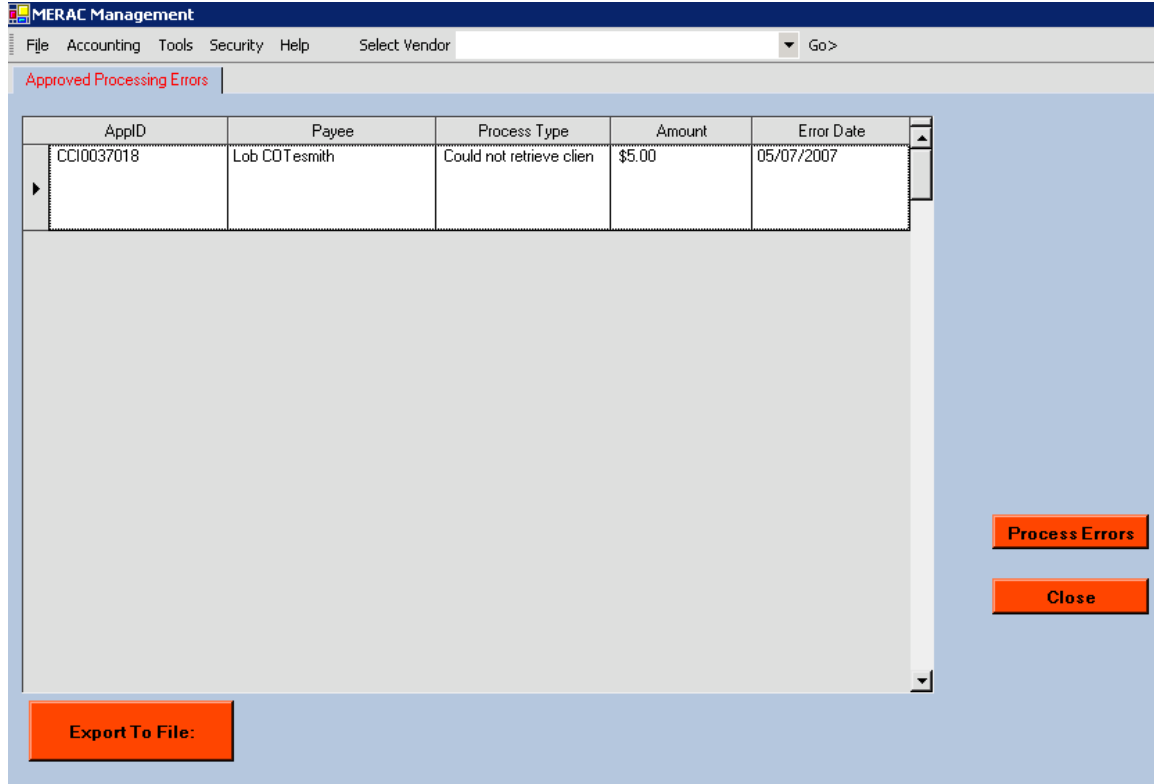 MERAC Management
File Accounting Tools Security Help Select Vendor Go>
Approved Processing Errors
AppID Payee Process Type Amount Error Date
CCI0037018 Lob COTesmith Could not retrieve clien $5.00 05/07/2007
Process Errors
Close
Export To File: